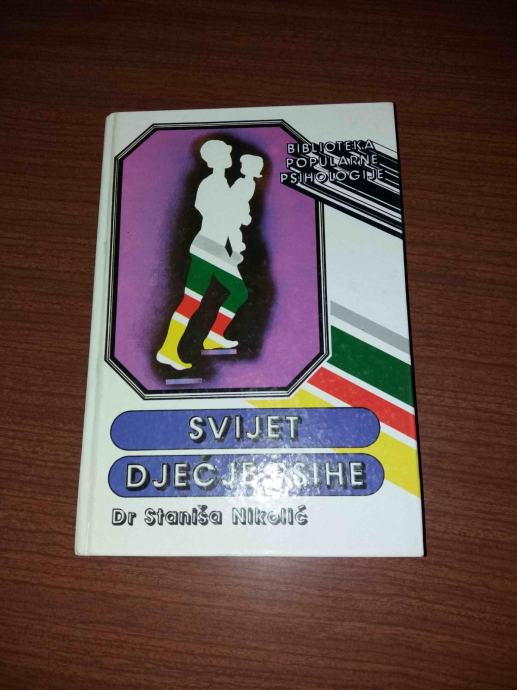 BIBLIOTEKA
POPULARNE
PSIHOLOGIJE
SVIJET
DJEČJE PSIHE
Dr Staniša Nikolić